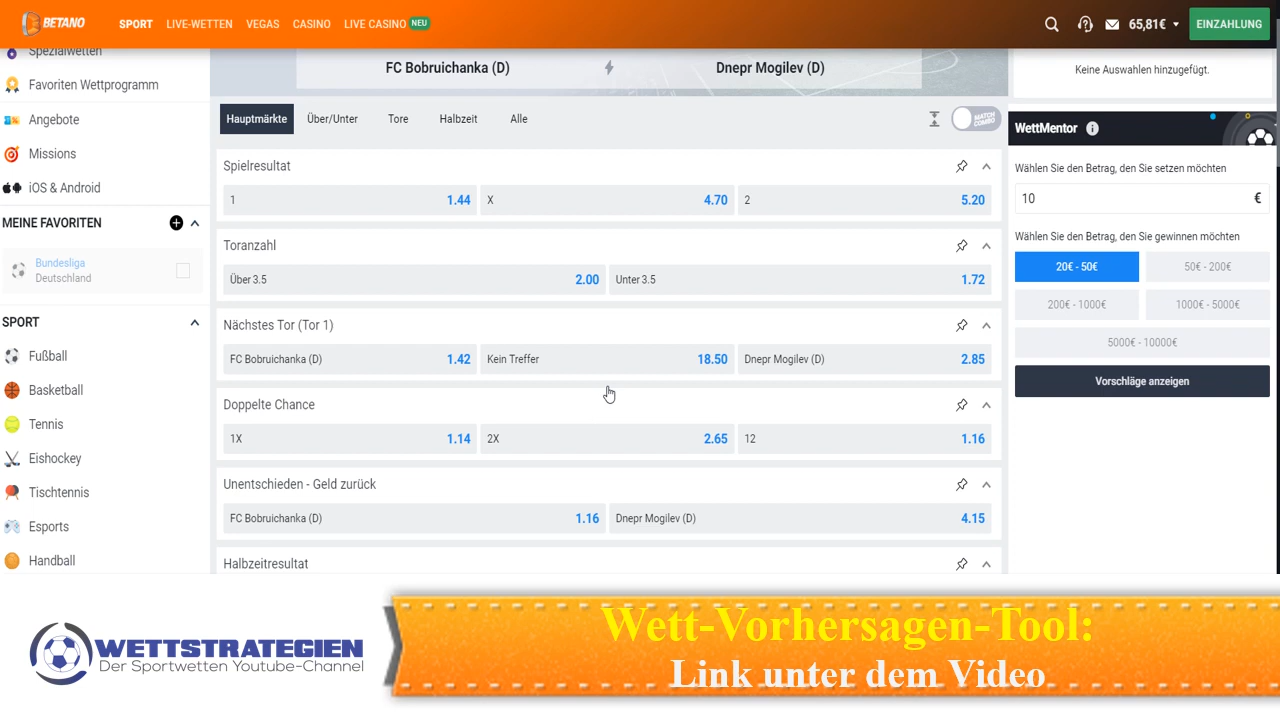 BETANO
SPORT LIVE-WETTEN VEGAS CASINO LIVE CASINO NEU
65,81€ EINZAHLUNG
Spezialwetten
Favoriten Wettprogramm
Angebote
Missions
iOS & Android
MEINE FAVORITEN
Bundesliga
Deutschland
SPORT
Fußball
Basketball
Tennis
Eishockey
Tischtennis
Esports
Handball
FC Bobruichanka (D) Dnepr Mogilev (D)
Hauptmärkte Über/Unter Tore Halbzeit Alle
MATCH COMBO
Spielresultat
1 1.44 X 4.70 2 5.20
Toranzahl
Über 3.5 2.00 Unter 3.5 1.72
Nächstes Tor (Tor 1)
FC Bobruichanka (D) 1.42 Kein Treffer 18.50 Dnepr Mogilev (D) 2.85
Doppelte Chance
1X 1.14 2X 2.65 12 1.16
Unentschieden - Geld zurück
FC Bobruichanka (D) 1.16 Dnepr Mogilev (D) 4.15
Halbzeitresultat
Keine Auswahlen hinzugefügt.
WettMentor
Wählen Sie den Betrag, den Sie setzen möchten
10 €
Wählen Sie den Betrag, den Sie gewinnen möchten
20€ - 50€ 50€ - 200€
200€ - 1000€ 1000€ - 5000€
5000€ - 10000€
Vorschläge anzeigen
WETTSTRATEGIEN
Der Sportwetten Youtube-Channel
Wett-Vorhersagen-Tool:
Link unter dem Video